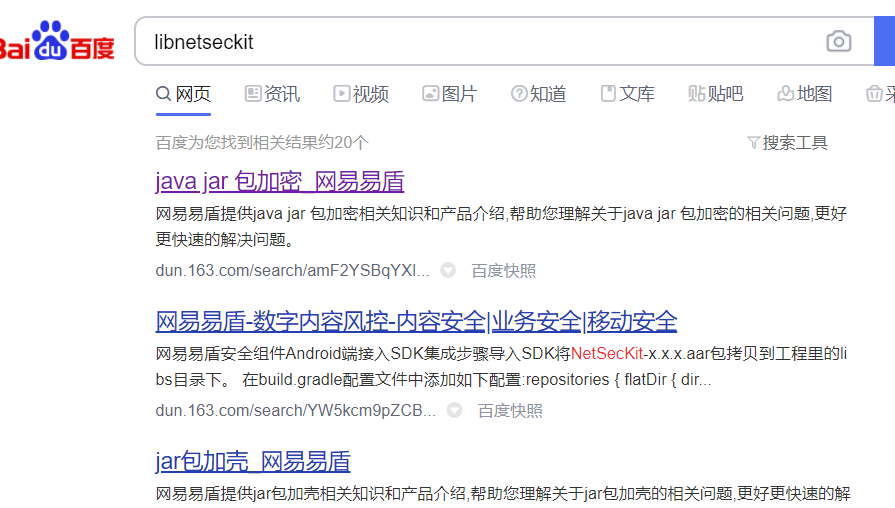 Bai du 百度
libnetseckit
网页 资讯 视频 图片 知道 文库 贴贴吧 地图
百度为您找到相关结果约20个 搜索工具
java jar 包加密_网易易盾
网易易盾提供java jar 包加密相关知识和产品介绍,帮助您理解关于java jar 包加密的相关问题,更好
更快速的解决问题。
dun.163.com/search/amF2YSBqYXI... 百度快照
网易易盾-数字内容风控-内容安全|业务安全|移动安全
网易易盾安全组件Android端接入SDK集成步骤导入SDK将NetSecKit-x.x.x.aar包拷贝到工程里的li
bs目录下。 在build.gradle配置文件中添加如下配置:repositories { flatDir { dir...
dun.163.com/search/YW5kcm9pZCB... 百度快照
jar包加壳_网易易盾
网易易盾提供jar包加壳相关知识和产品介绍,帮助您理解关于jar包加壳的相关问题,更好更快速的解